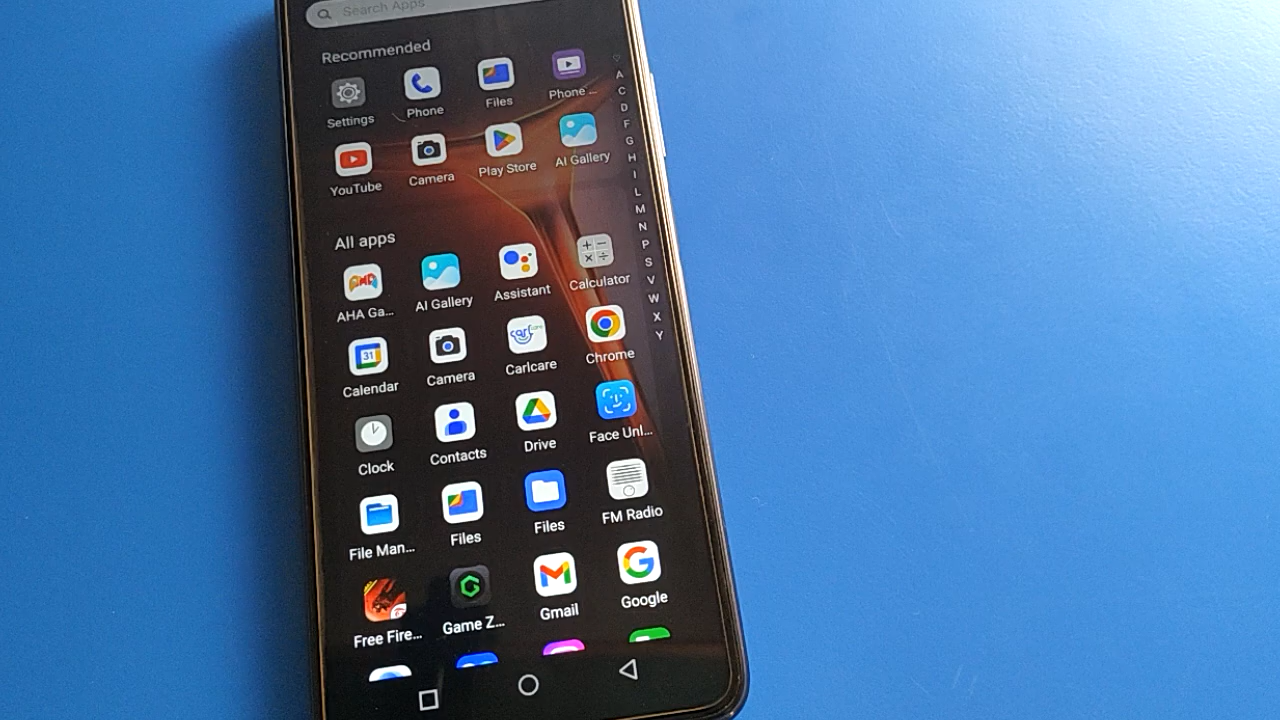 Search Apps
Recommended
Settings
Phone
Files
Phone ...
YouTube
Camera
Play Store
AI Gallery
All apps
AHA Ga...
AI Gallery
Assistant
Calculator
31
Calendar
Camera
Carlcare
Chrome
Clock
Contacts
Drive
Face Unl...
File Man...
Files
Files
FM Radio
Free Fire...
Game Z...
Gmail
Google
A
C
D
F
G
H
I
L
M
N
P
S
V
W
X
Y